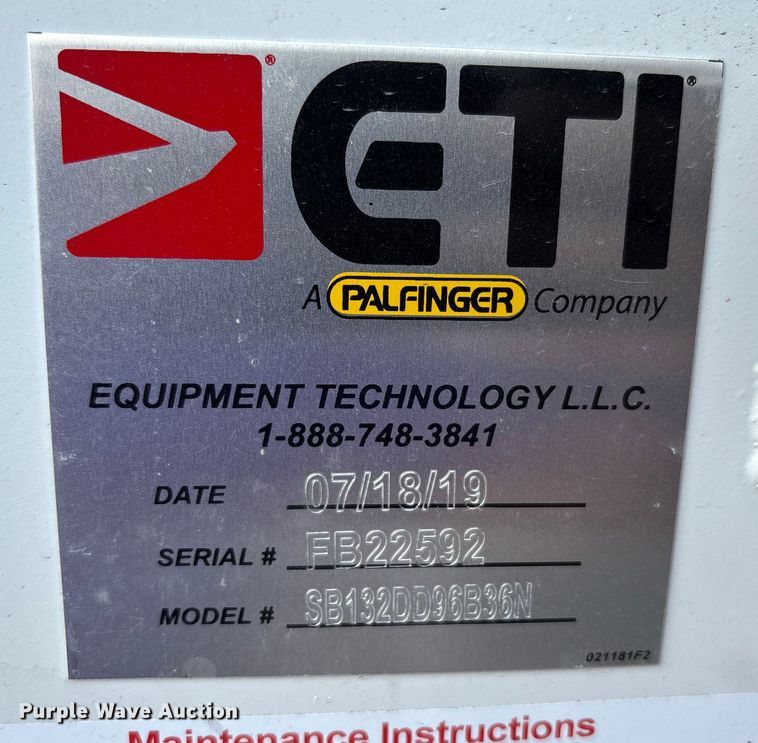 ETI®
A PALFINGER Company
EQUIPMENT TECHNOLOGY L.L.C.
1-888-748-3841
DATE 07/18/19
SERIAL # FB22592
MODEL # SB132DD96B36N
021181F2
Purple Wave Auction
Maintenance Instructions